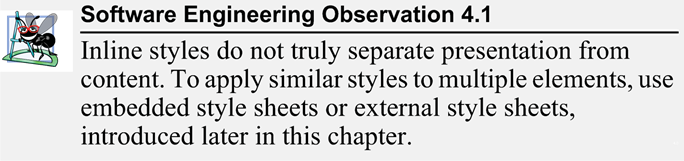 Software Engineering Observation 4.1
Inline styles do not truly separate presentation from
content. To apply similar styles to multiple elements, use
embedded style sheets or external style sheets,
introduced later in this chapter.